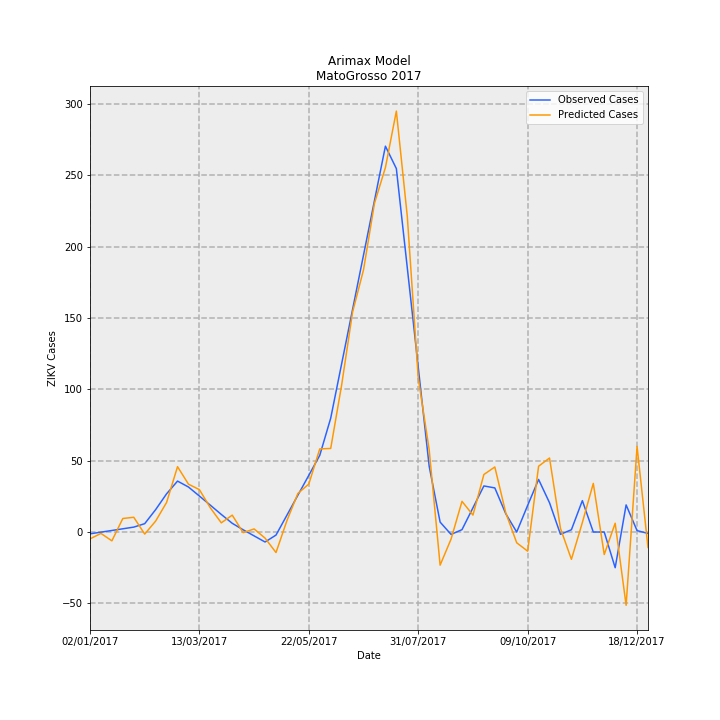 Arimax Model
MatoGrosso 2017
Observed Cases
Predicted Cases
300
250
200
150
100
50
0
−50
ZIKV Cases
02/01/2017
13/03/2017
22/05/2017
31/07/2017
09/10/2017
18/12/2017
Date